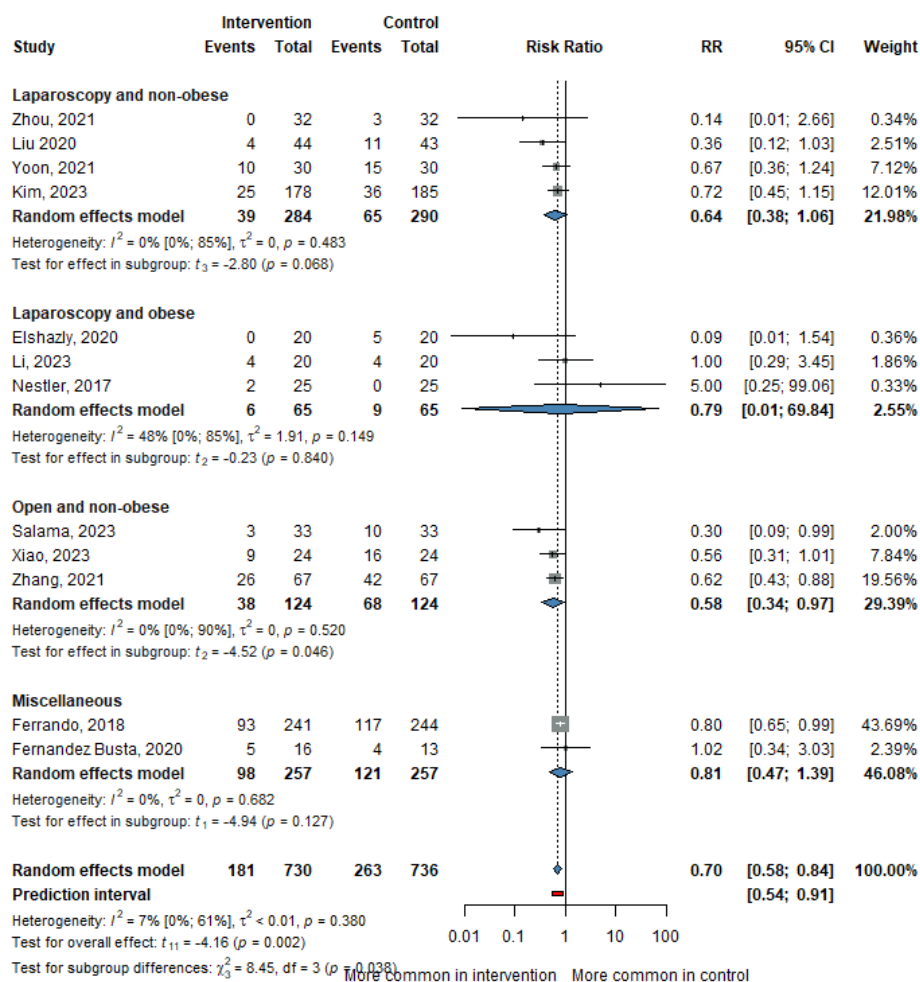 Intervention Control
Study Events Total Events Total Risk Ratio RR 95% CI Weight
Laparoscopy and non-obese
Zhou, 2021 0 32 3 32 0.14 [0.01; 2.66] 0.34%
Liu 2020 4 44 11 43 0.36 [0.12; 1.03] 2.51%
Yoon, 2021 10 30 15 30 0.67 [0.36; 1.24] 7.12%
Kim, 2023 25 178 36 185 0.72 [0.45; 1.15] 12.01%
Random effects model 39 284 65 290 0.64 [0.38; 1.06] 21.98%
Heterogeneity: I² = 0% [0%; 85%], τ² = 0, p = 0.483
Test for effect in subgroup: t₃ = -2.80 (p = 0.068)
Laparoscopy and obese
Elshazly, 2020 0 20 5 20 0.09 [0.01; 1.54] 0.36%
Li, 2023 4 20 4 20 1.00 [0.29; 3.45] 1.86%
Nestler, 2017 2 25 0 25 5.00 [0.25; 99.06] 0.33%
Random effects model 6 65 9 65 0.79 [0.01; 69.84] 2.55%
Heterogeneity: I² = 48% [0%; 85%], τ² = 1.91, p = 0.149
Test for effect in subgroup: t₂ = -0.23 (p = 0.840)
Open and non-obese
Salama, 2023 3 33 10 33 0.30 [0.09; 0.99] 2.00%
Xiao, 2023 9 24 16 24 0.56 [0.31; 1.01] 7.84%
Zhang, 2021 26 67 42 67 0.62 [0.43; 0.88] 19.56%
Random effects model 38 124 68 124 0.58 [0.34; 0.97] 29.39%
Heterogeneity: I² = 0% [0%; 90%], τ² = 0, p = 0.520
Test for effect in subgroup: t₂ = -4.52 (p = 0.046)
Miscellaneous
Ferrando, 2018 93 241 117 244 0.80 [0.65; 0.99] 43.69%
Fernandez Busta, 2020 5 16 4 13 1.02 [0.34; 3.03] 2.39%
Random effects model 98 257 121 257 0.81 [0.47; 1.39] 46.08%
Heterogeneity: I² = 0%, τ² = 0, p = 0.682
Test for effect in subgroup: t₁ = -4.94 (p = 0.127)
Random effects model 181 730 263 736 0.70 [0.58; 0.84] 100.00%
Prediction interval [0.54; 0.91]
Heterogeneity: I² = 7% [0%; 61%], τ² < 0.01, p = 0.380
Test for overall effect: t₁₁ = -4.16 (p = 0.002)
0.01 0.1 1 10 100
Test for subgroup differences: χ²₃ = 8.45, df = 3 (p = 0.038)
More common in intervention More common in control